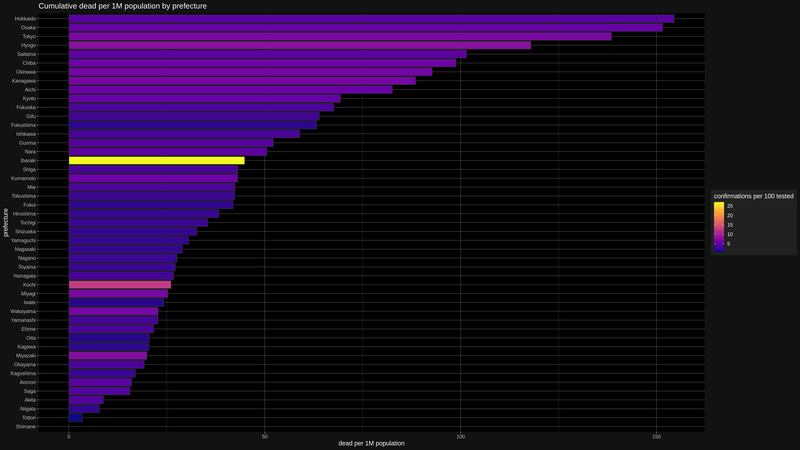 Cumulative dead per 1M population by prefecture
Hokkaido
Osaka
Tokyo
Hyogo
Saitama
Chiba
Okinawa
Kanagawa
Aichi
Kyoto
Fukuoka
Gifu
Fukushima
Ishikawa
Gunma
Nara
Ibaraki
Shiga
Kumamoto
Mie
Tokushima
Fukui
Hiroshima
Tochigi
Shizuoka
Yamaguchi
Nagasaki
Nagano
Toyama
Yamagata
Kochi
Miyagi
Iwate
Wakayama
Yamanashi
Ehime
Oita
Kagawa
Miyazaki
Okayama
Kagoshima
Aomori
Saga
Akita
Niigata
Tottori
Shimane
prefecture
0 50 100 150
dead per 1M population
confirmations per 100 tested
25
20
15
10
5